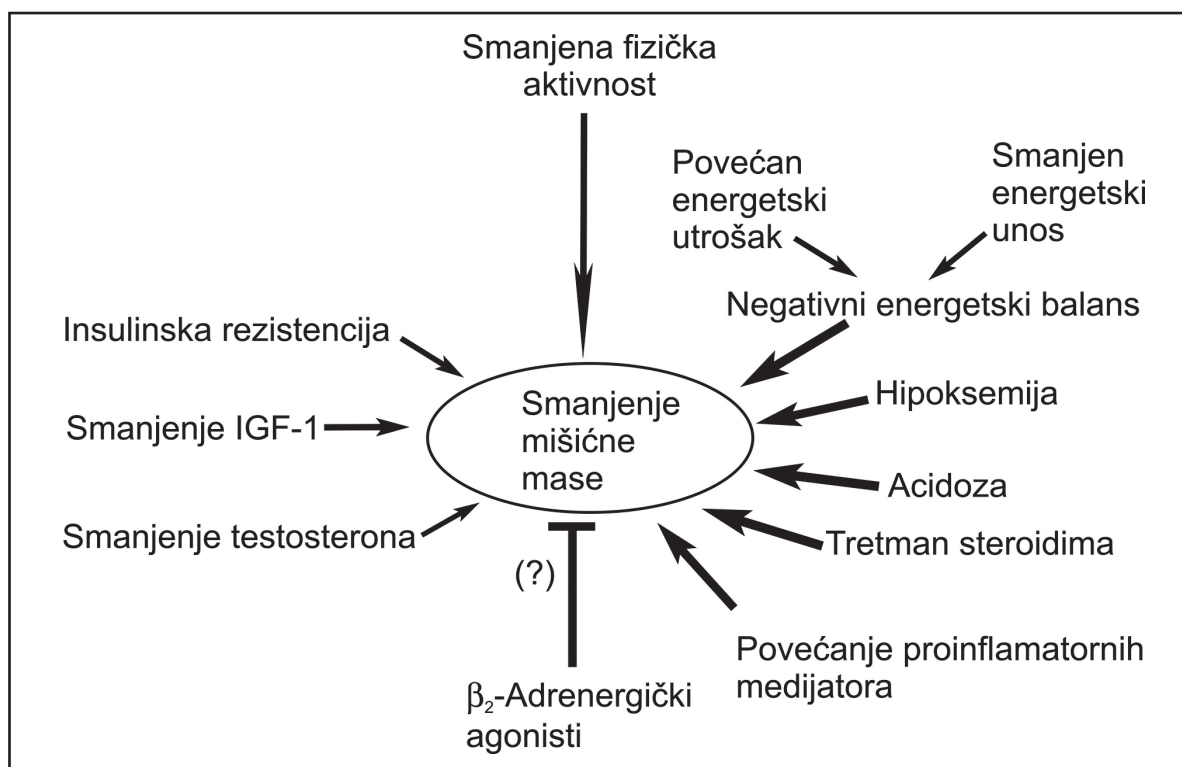 Smanjena fizička
aktivnost
Povećan
energetski
utrošak
Smanjen
energetski
unos
Negativni energetski balans
Insulinska rezistencija
Smanjenje IGF-1
Smanjenje testosterona
Smanjenje
mišićne
mase
Hipoksemija
Acidoza
Tretman steroidima
Povećanje proinflamatornih
medijatora
(?)
β₂-Adrenergički
agonisti